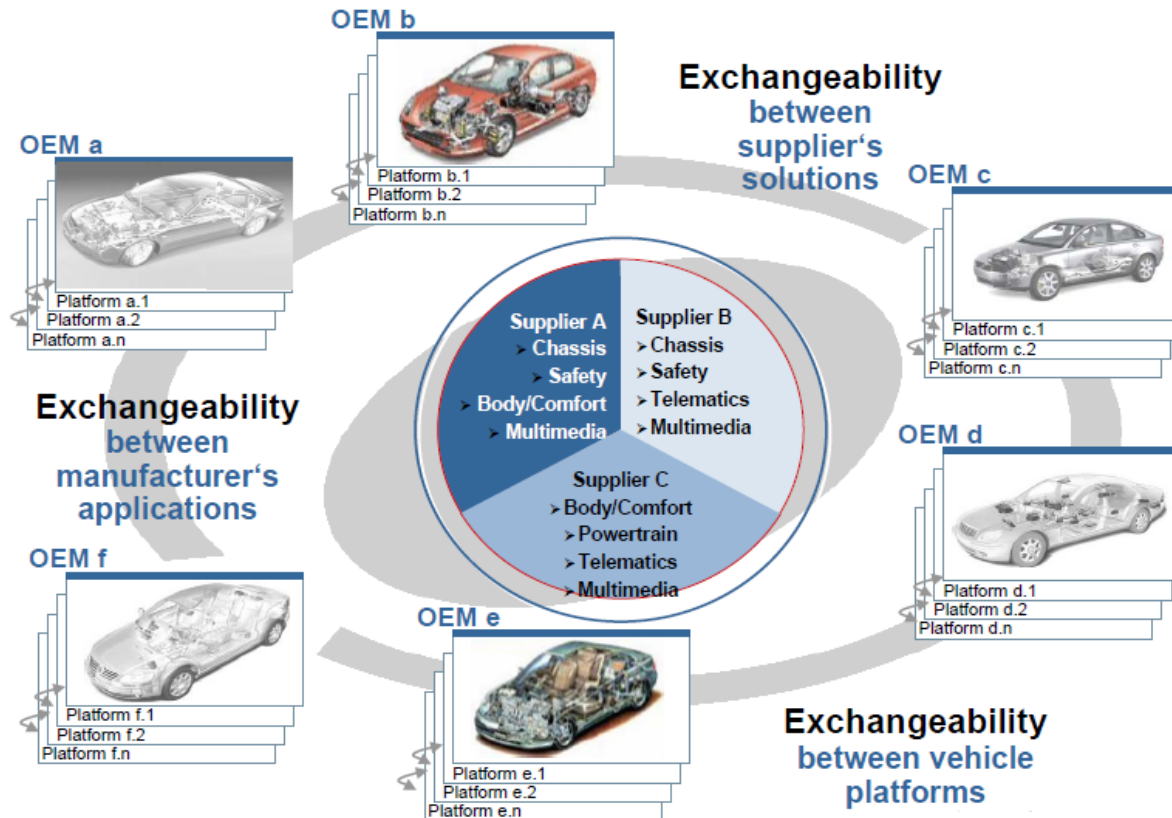 OEM b
Platform b.1
Platform b.2
Platform b.n
Exchangeability
between
supplier‘s
solutions
OEM a
Platform a.1
Platform a.2
Platform a.n
OEM c
Platform c.1
Platform c.2
Platform c.n
Supplier A
➤ Chassis
➤ Safety
➤ Body/Comfort
➤ Multimedia
Supplier B
➤ Chassis
➤ Safety
➤ Telematics
➤ Multimedia
Supplier C
➤ Body/Comfort
➤ Powertrain
➤ Telematics
➤ Multimedia
Exchangeability
between
manufacturer‘s
applications
OEM d
Platform d.1
Platform d.2
Platform d.n
OEM f
Platform f.1
Platform f.2
Platform f.n
OEM e
Platform e.1
Platform e.2
Platform e.n
Exchangeability
between vehicle
platforms